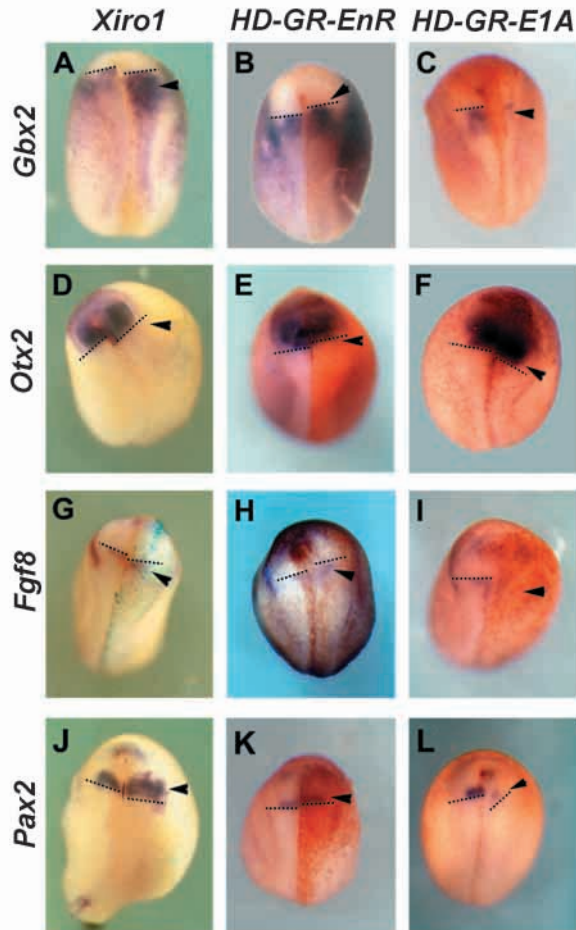 Xiro1 HD-GR-EnR HD-GR-E1A
Gbx2
A B C
Otx2
D E F
Fgf8
G H I
Pax2
J K L